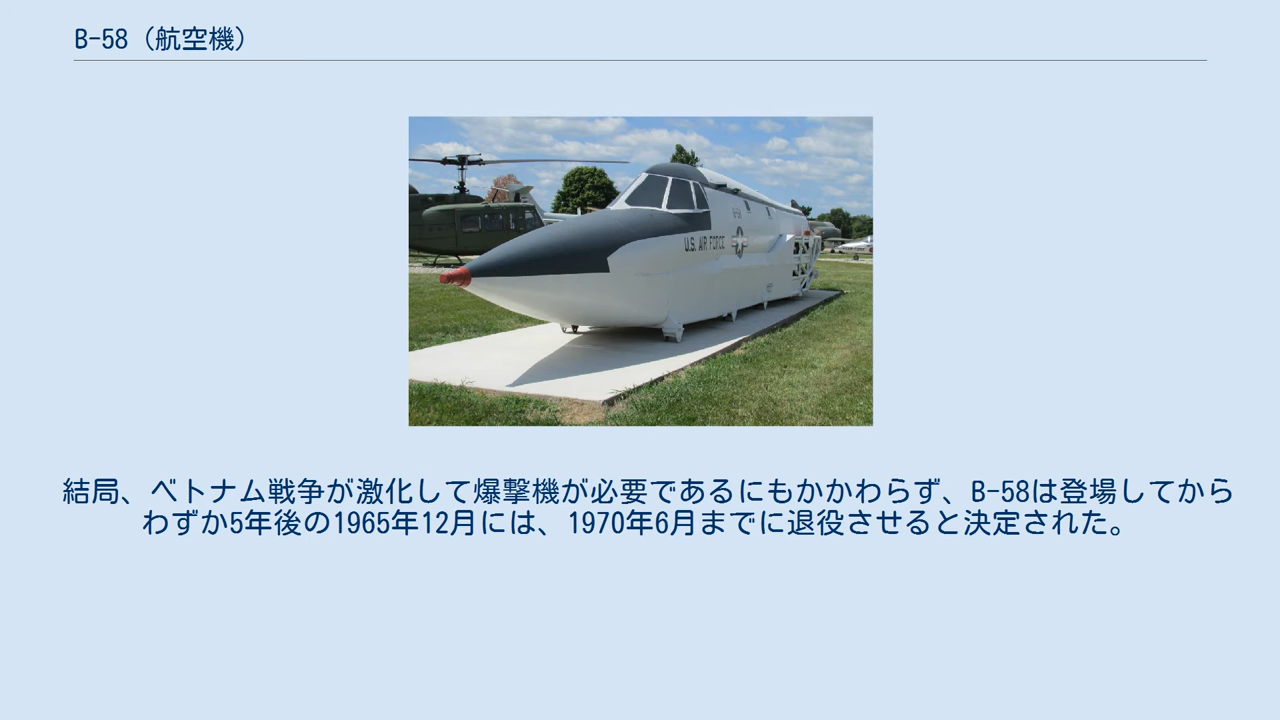 B-58（航空機）
U.S. AIR FORCE
結局、ベトナム戦争が激化して爆撃機が必要であるにもかかわらず、B-58は登場してから
わずか5年後の1965年12月には、1970年6月までに退役させると決定された。